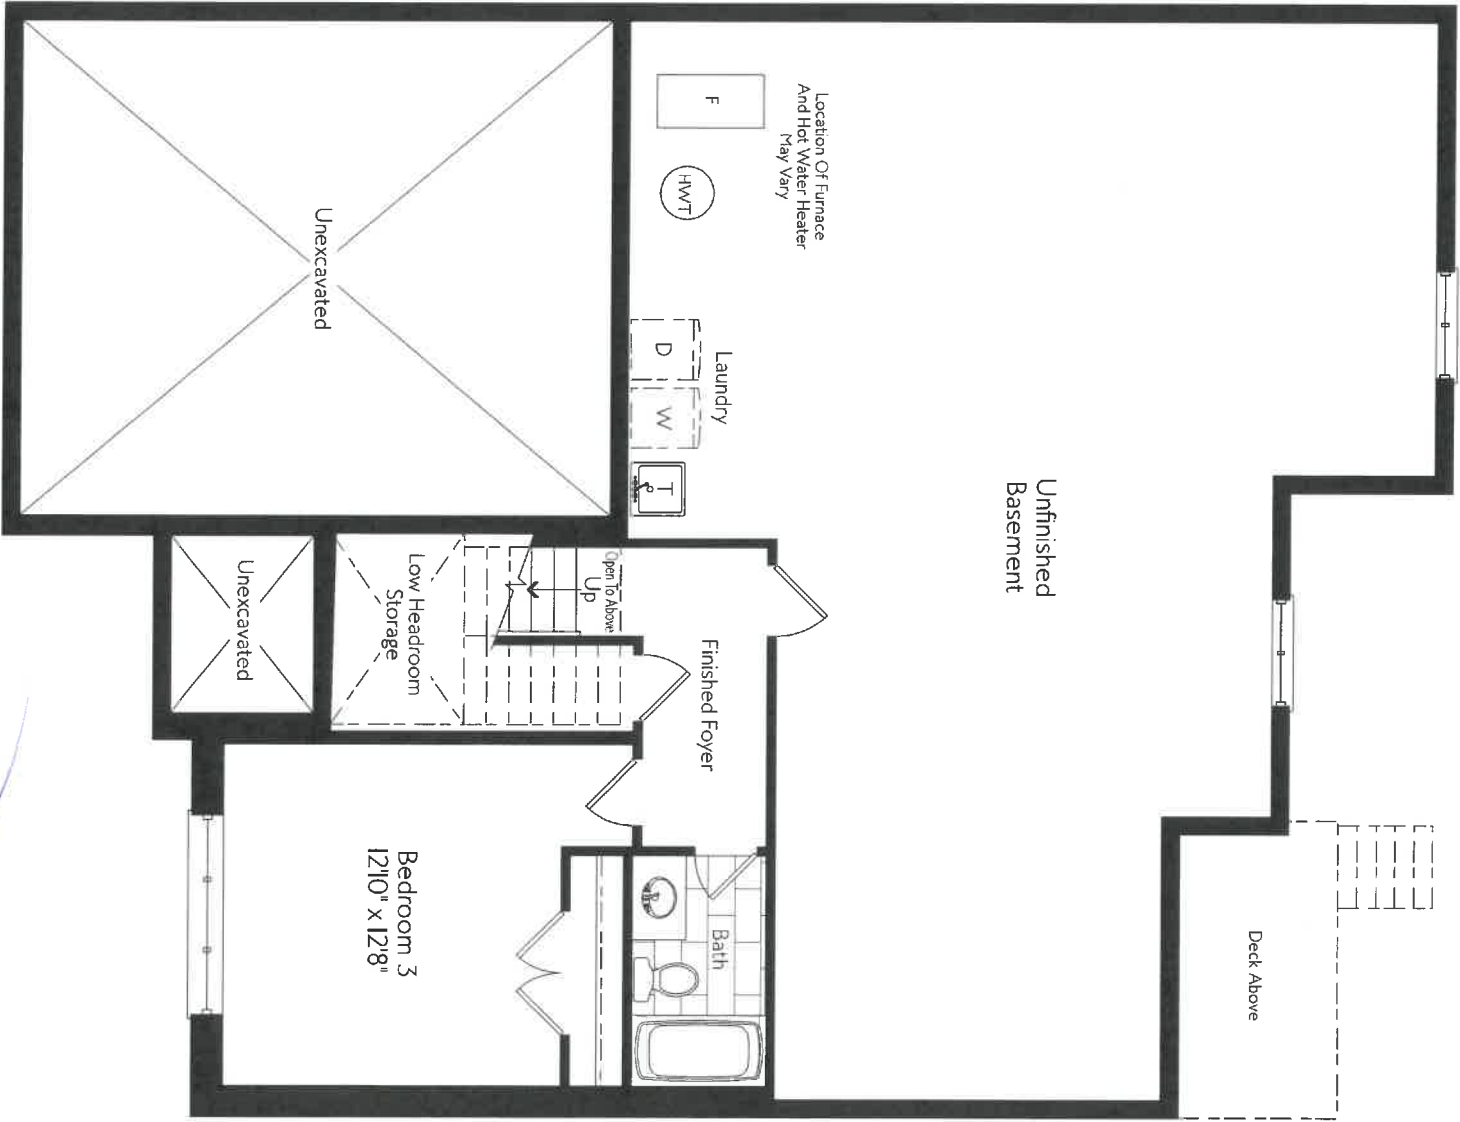 Location Of Furnace
And Hot Water Heater
May Vary
F
HWT
Laundry
D
W
T
Unexcavated
Unfinished
Basement
Open To Above
Up
Low Headroom
Storage
Unexcavated
Finished Foyer
Bedroom 3
12'10" x 12'8"
Bath
Deck Above